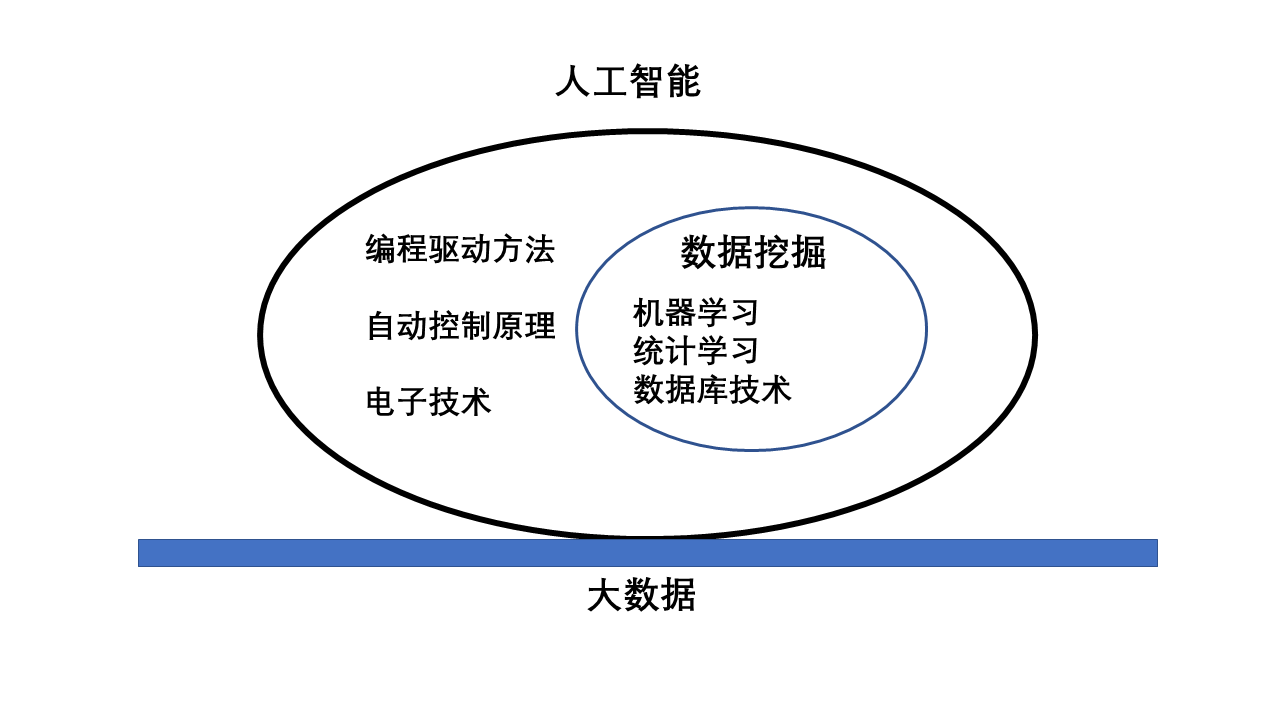 人工智能
编程驱动方法
自动控制原理
电子技术
数据挖掘
机器学习
统计学习
数据库技术
大数据